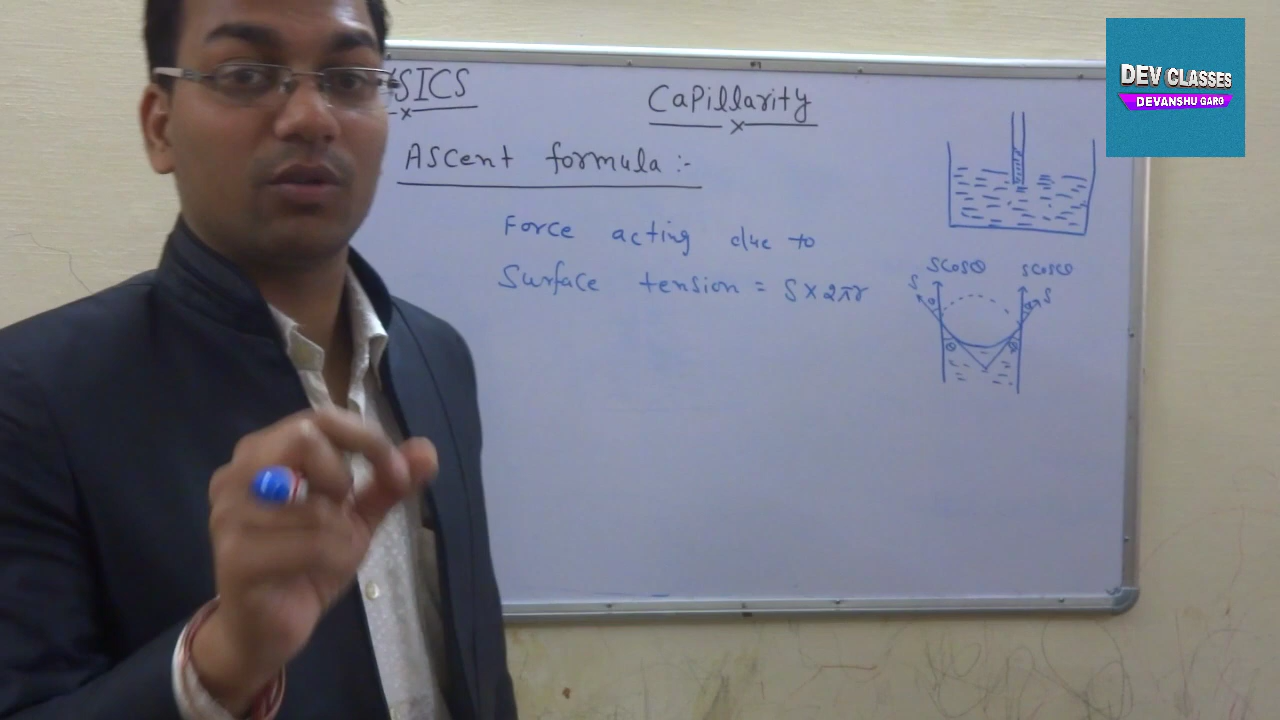 SICS
Capillarity
Ascent formula :-
Force acting due to
Surface tension = S x 2πr
Scosθ Scosθ
S S
θ θ
θ θ
DEV CLASSES
DEVANSHU GARG